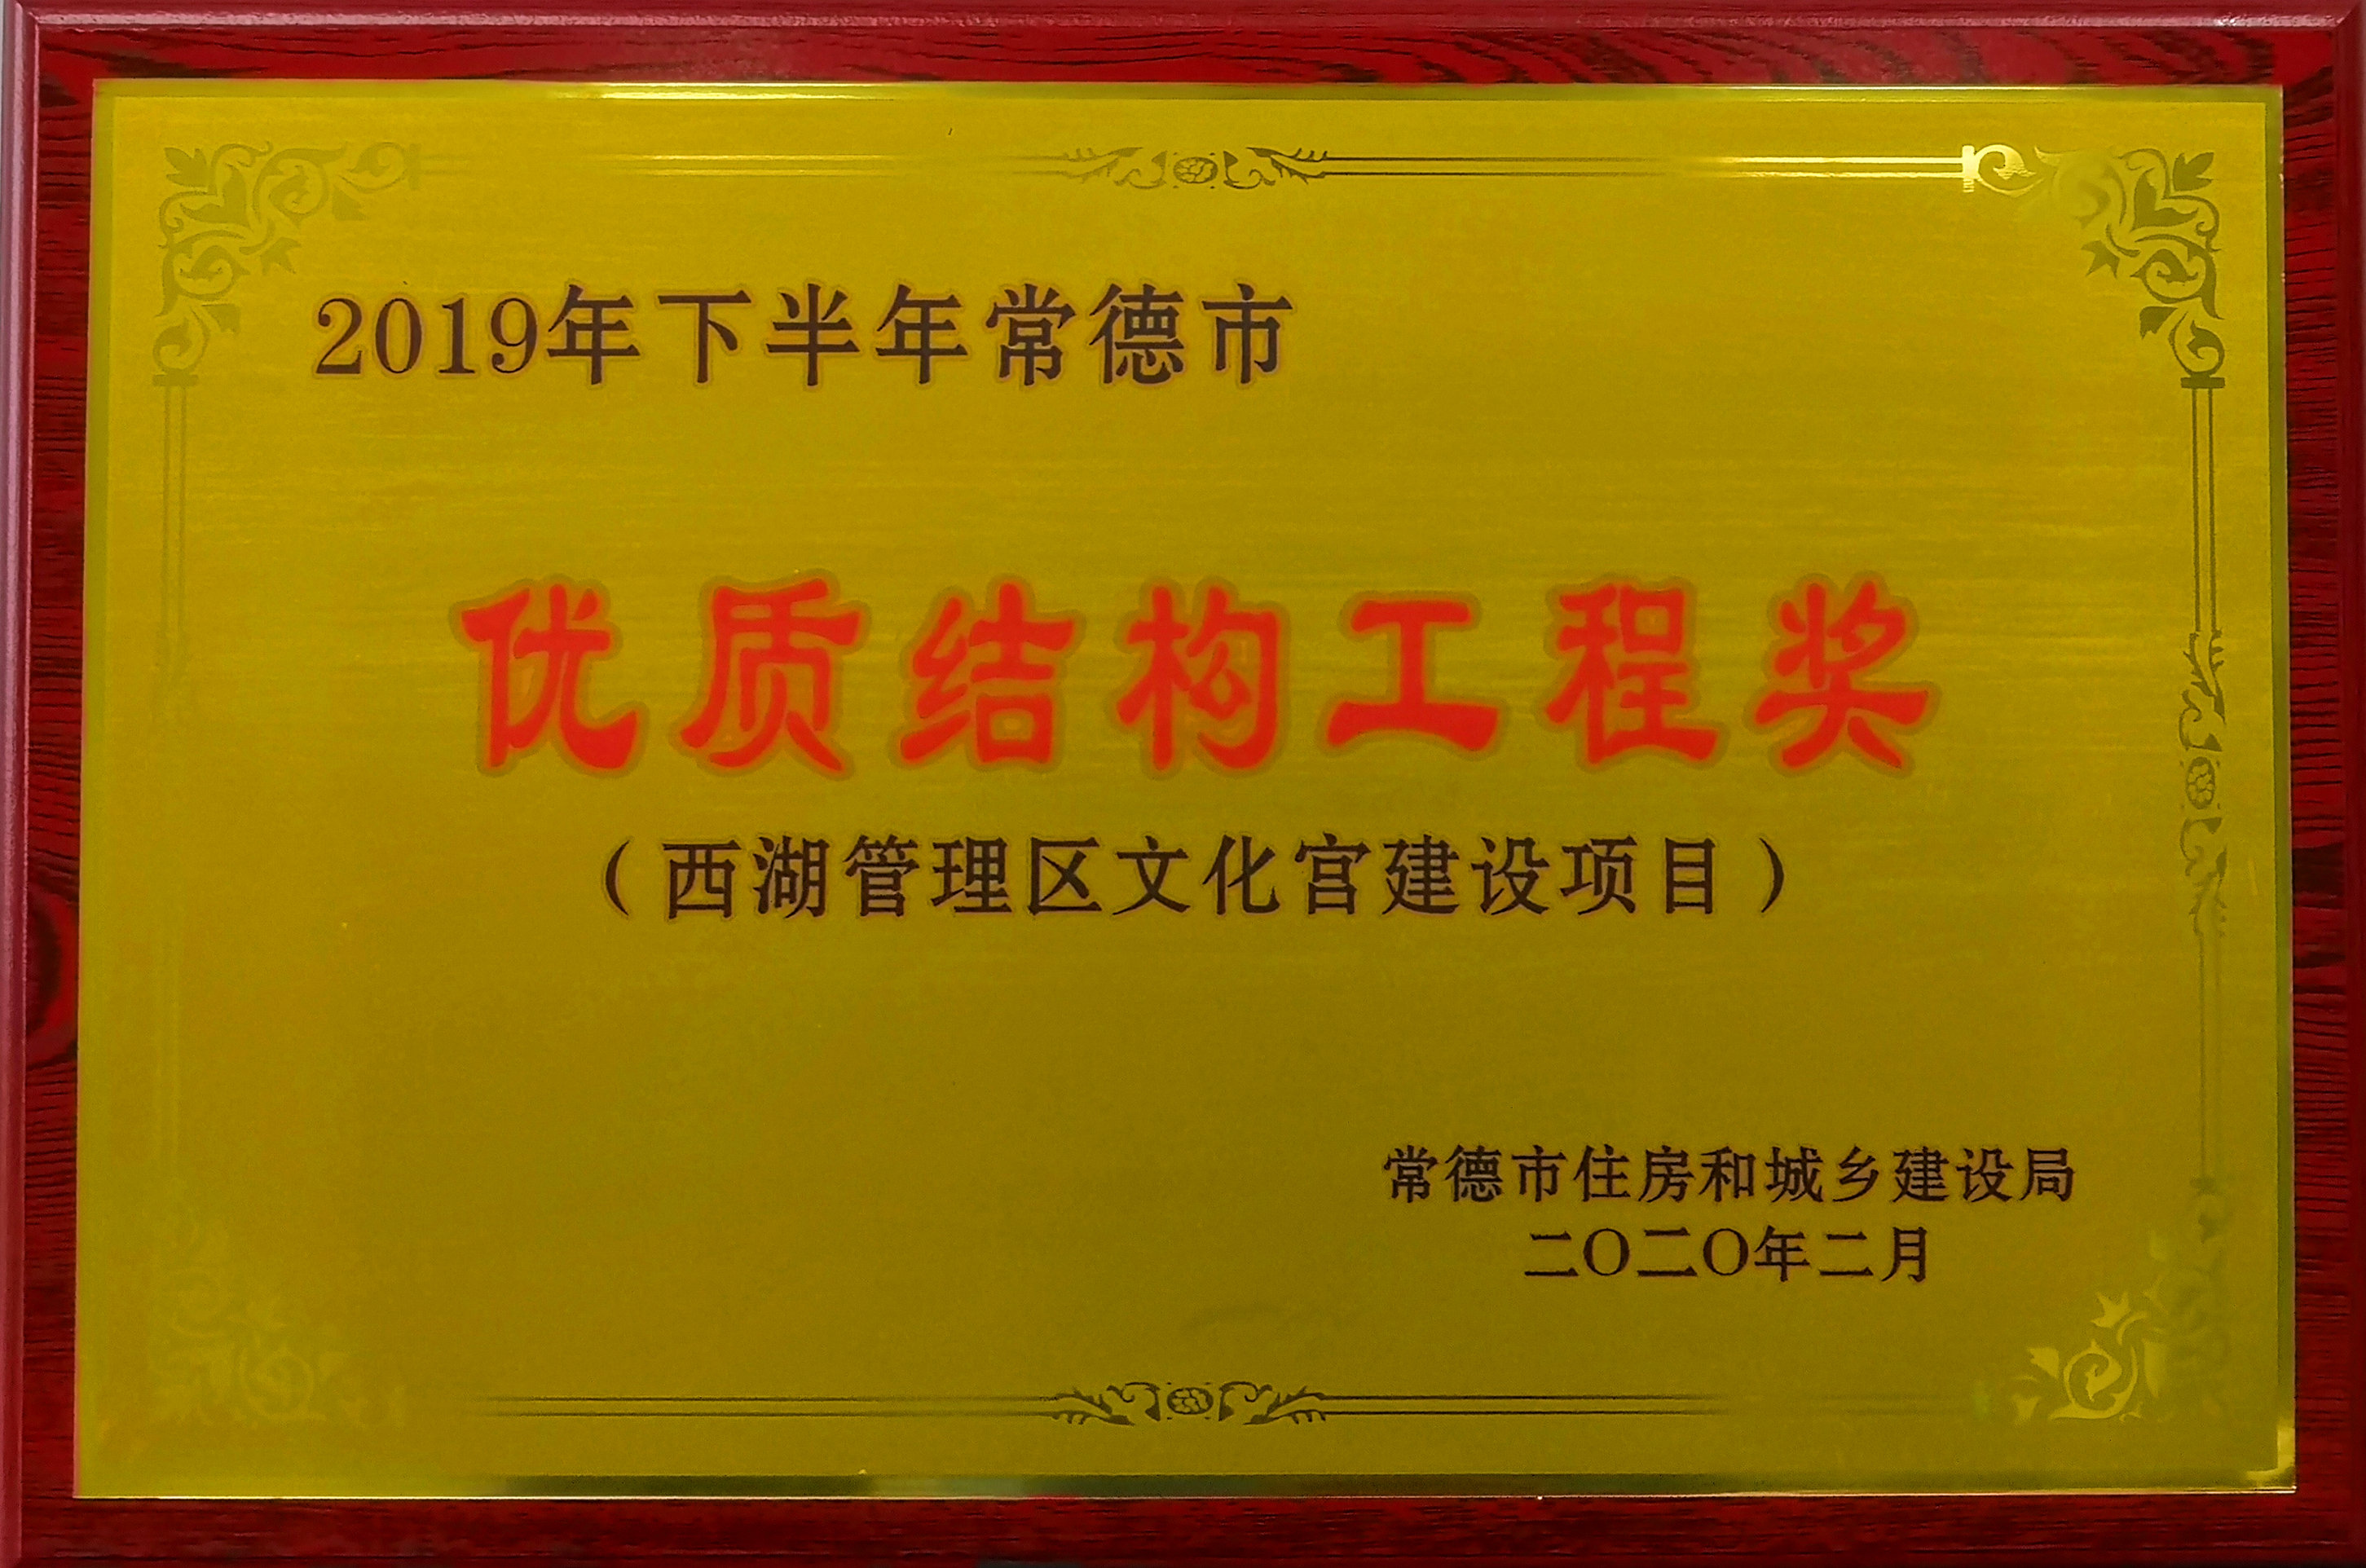 2019年下半年常德市
优质结构工程奖
（西湖管理区文化宫建设项目）
常德市住房和城乡建设局
二〇二〇年二月